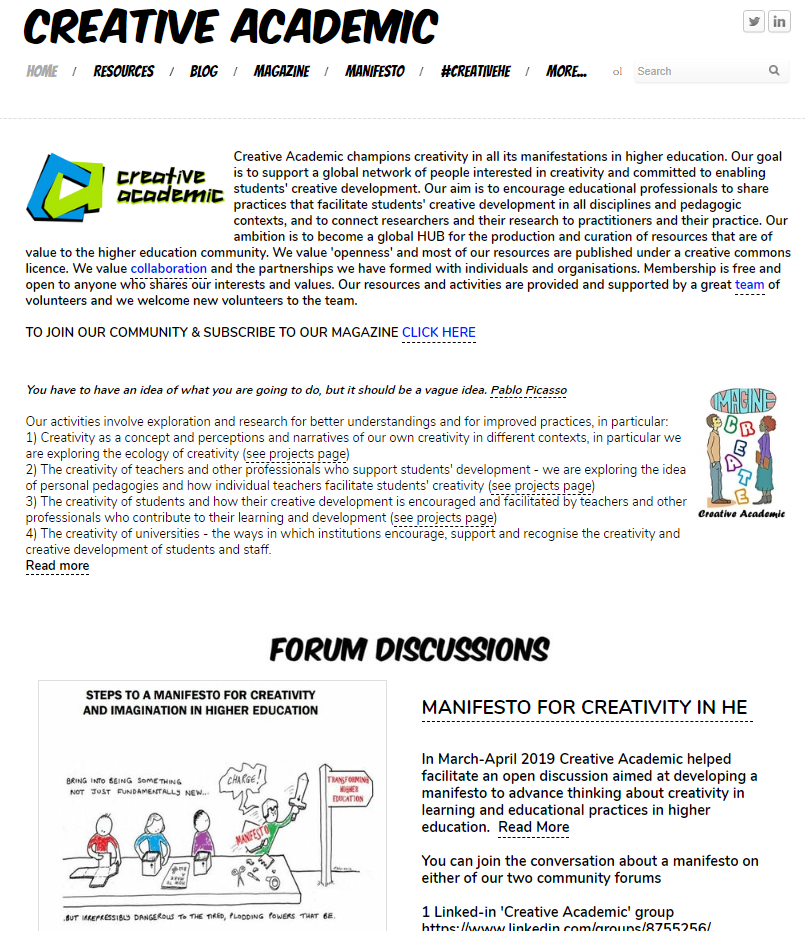 CREATIVE ACADEMIC
HOME / RESOURCES / BLOG / MAGAZINE / MANIFESTO / #CREATIVEHE / MORE... ol Search
Creative Academic champions creativity in all its manifestations in higher education. Our goal
is to support a global network of people interested in creativity and committed to enabling
creative
academic
students' creative development. Our aim is to encourage educational professionals to share
practices that facilitate students' creative development in all disciplines and pedagogic
contexts, and to connect researchers and their research to practitioners and their practice. Our
ambition is to become a global HUB for the production and curation of resources that are of
value to the higher education community. We value 'openness' and most of our resources are published under a creative commons
licence. We value collaboration and the partnerships we have formed with individuals and organisations. Membership is free and
open to anyone who shares our interests and values. Our resources and activities are provided and supported by a great team of
volunteers and we welcome new volunteers to the team.
TO JOIN OUR COMMUNITY & SUBSCRIBE TO OUR MAGAZINE CLICK HERE
You have to have an idea of what you are going to do, but it should be a vague idea. Pablo Picasso
Our activities involve exploration and research for better understandings and for improved practices, in particular:
1) Creativity as a concept and perceptions and narratives of our own creativity in different contexts, in particular we
are exploring the ecology of creativity (see projects page)
2) The creativity of teachers and other professionals who support students' development - we are exploring the idea
of personal pedagogies and how individual teachers facilitate students' creativity (see projects page)
3) The creativity of students and how their creative development is encouraged and facilitated by teachers and other
professionals who contribute to their learning and development (see projects page)
4) The creativity of universities - the ways in which institutions encourage, support and recognise the creativity and
creative development of students and staff.
Read more
IMAGINE
CREATE
Creative Academic
FORUM DISCUSSIONS
STEPS TO A MANIFESTO FOR CREATIVITY
AND IMAGINATION IN HIGHER EDUCATION
BRING INTO BEING SOMETHING
NOT JUST FUNDAMENTALLY NEW...
CHARGE!
TRANSFORMING
HIGHER
EDUCATION
MANIFESTO
..BUT IRREPRESSIBLY DANGEROUS TO THE TIRED, PLODDING POWERS THAT BE.
MANIFESTO FOR CREATIVITY IN HE
In March-April 2019 Creative Academic helped
facilitate an open discussion aimed at developing a
manifesto to advance thinking about creativity in
learning and educational practices in higher
education. Read More
You can join the conversation about a manifesto on
either of our two community forums
1 Linked-in 'Creative Academic' group
https://www.linkedin.com/groups/8755256/